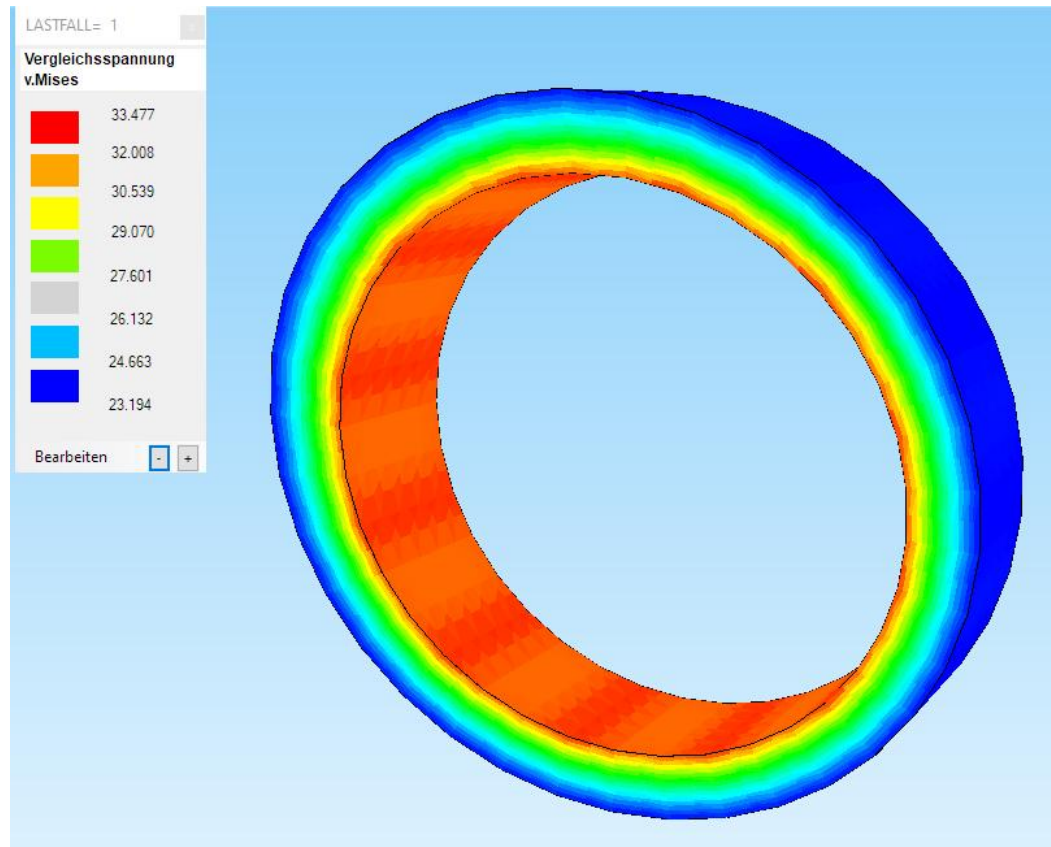 LASTFALL= 1
Vergleichsspannung
v.Mises
33.477
32.008
30.539
29.070
27.601
26.132
24.663
23.194
Bearbeiten - +